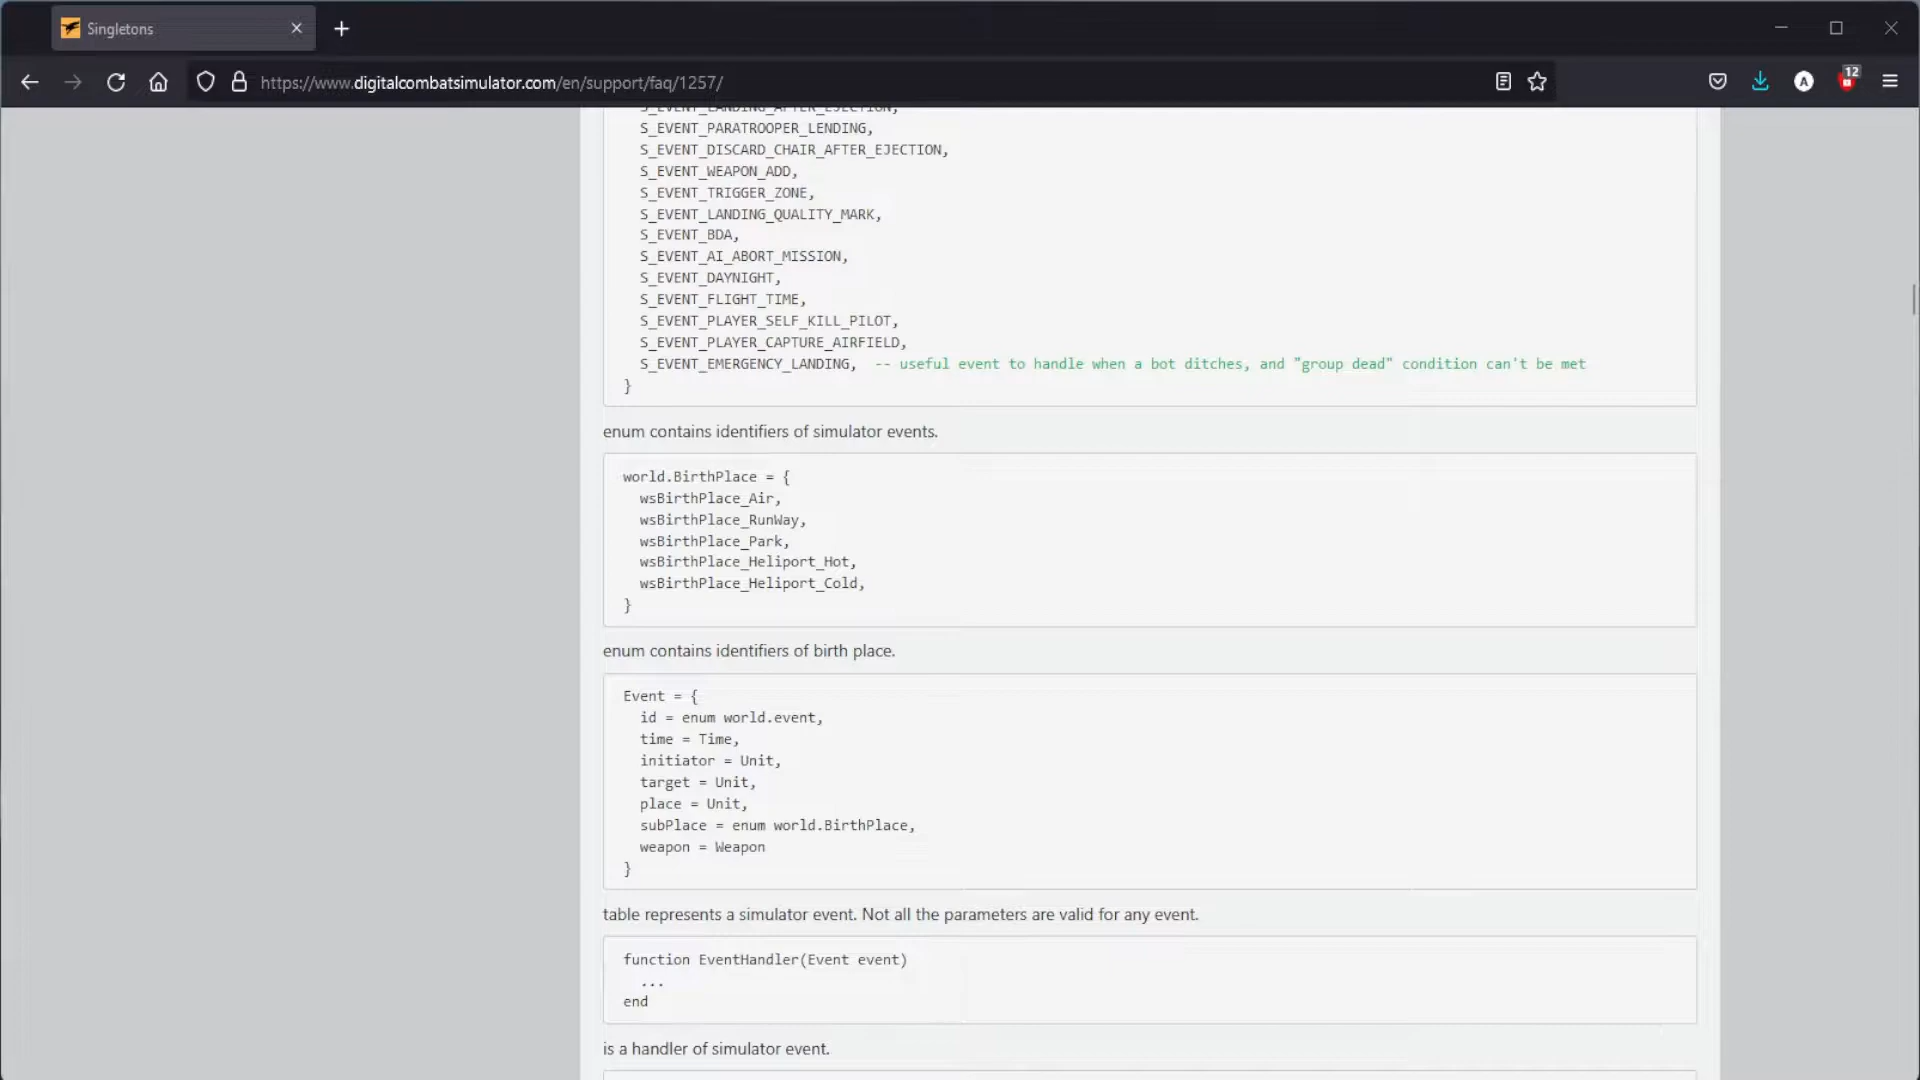 Singletons
https://www.digitalcombatsimulator.com/en/support/faq/1257/
12
A
S_EVENT_LANDING_AFTER_EJECTION,
S_EVENT_PARATROOPER_LENDING,
S_EVENT_DISCARD_CHAIR_AFTER_EJECTION,
S_EVENT_WEAPON_ADD,
S_EVENT_TRIGGER_ZONE,
S_EVENT_LANDING_QUALITY_MARK,
S_EVENT_BDA,
S_EVENT_AI_ABORT_MISSION,
S_EVENT_DAYNIGHT,
S_EVENT_FLIGHT_TIME,
S_EVENT_PLAYER_SELF_KILL_PILOT,
S_EVENT_PLAYER_CAPTURE_AIRFIELD,
S_EVENT_EMERGENCY_LANDING,  -- useful event to handle when a bot ditches, and "group dead" condition can't be met
}
enum contains identifiers of simulator events.
world.BirthPlace = {
wsBirthPlace_Air,
wsBirthPlace_RunWay,
wsBirthPlace_Park,
wsBirthPlace_Heliport_Hot,
wsBirthPlace_Heliport_Cold,
}
enum contains identifiers of birth place.
Event = {
id = enum world.event,
time = Time,
initiator = Unit,
target = Unit,
place = Unit,
subPlace = enum world.BirthPlace,
weapon = Weapon
}
table represents a simulator event. Not all the parameters are valid for any event.
function EventHandler(Event event)
...
end
is a handler of simulator event.